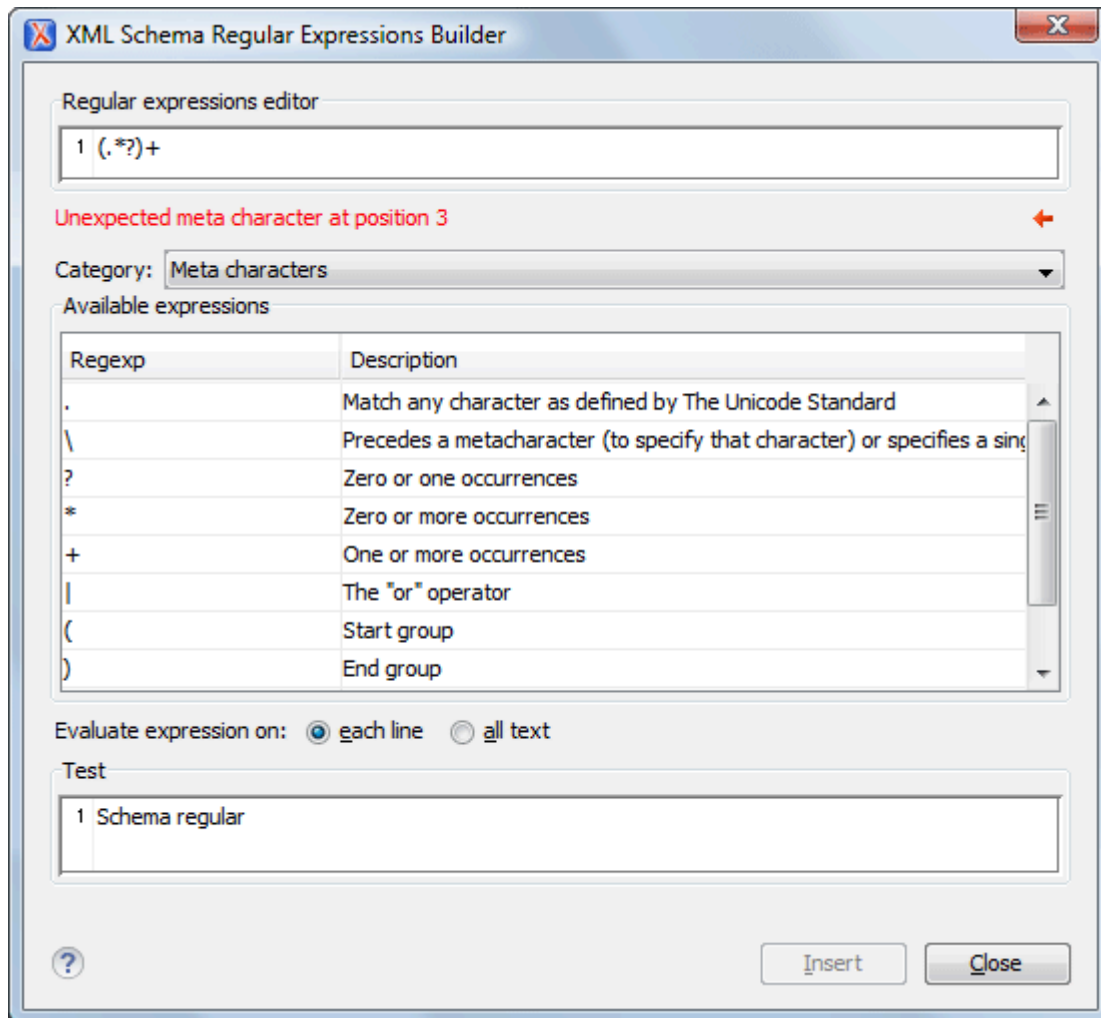 XML Schema Regular Expressions Builder
Regular expressions editor
1 (.*?)+
Unexpected meta character at position 3
Category: Meta characters
Available expressions
Regexp Description
. Match any character as defined by The Unicode Standard
\ Precedes a metacharacter (to specify that character) or specifies a sing
? Zero or one occurrences
* Zero or more occurrences
+ One or more occurrences
| The "or" operator
( Start group
) End group
Evaluate expression on: each line all text
Test
1 Schema regular
? Insert Close